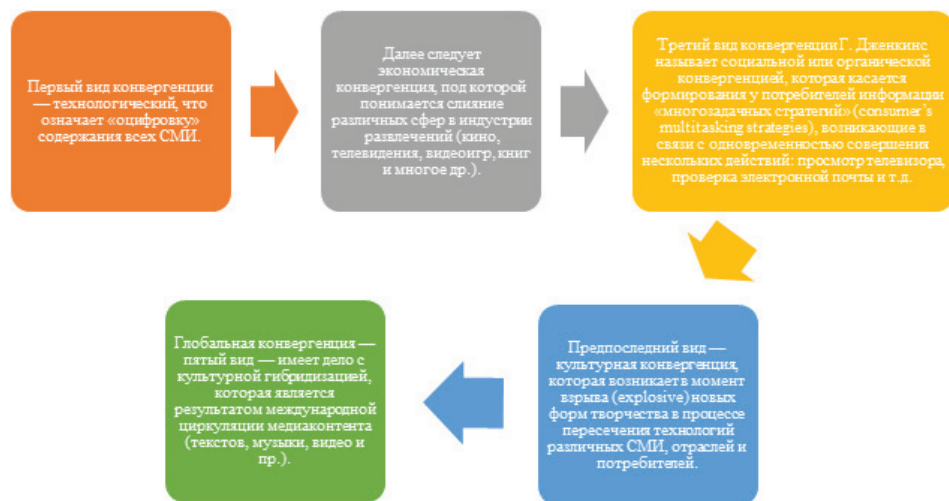 Первый вид конвергенции
— технологический, что
означает «оцифровку»
содержания всех СМИ.
Далее следует
экономическая
конвергенция, под которой
понимается слияние
различных сфер в индустрии
развлечений (кино,
телевидения, видеоигр, книг
и многое др.).
Третий вид конвергенции Г. Дженкинс
называет социальной или органической
конвергенцией, которая касается
формирования у потребителей информации
«многозадачных стратегий» (consumer's
multitasking strategies), возникающие в
связи с одновременностью совершения
нескольких действий: просмотр телевизора,
проверка электронной почты и т.д.
Предпоследний вид —
культурная конвергенция,
которая возникает в момент
взрыва (explosive) новых
форм творчества в процессе
пересечения технологий
различных СМИ, отраслей и
потребителей.
Глобальная конвергенция —
пятый вид — имеет дело с
культурной гибридизацией,
которая является
результатом международной
циркуляции медиаконтента
(текстов, музыки, видео и
пр.).